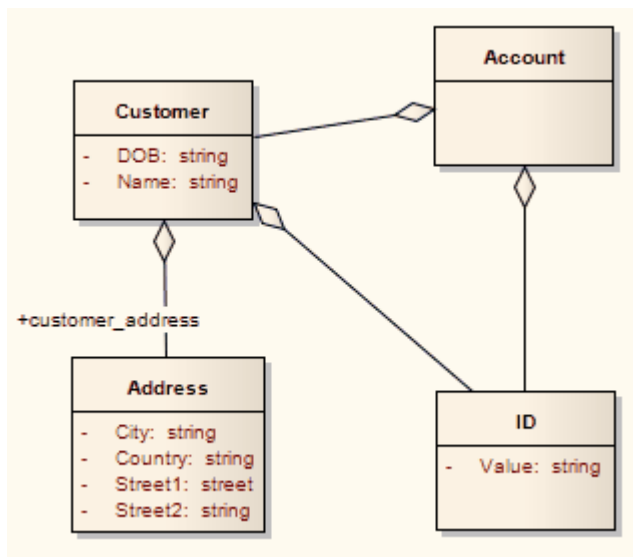 Account
Customer
- DOB: string
- Name: string
+customer_address
Address
- City: string
- Country: string
- Street1: street
- Street2: string
ID
- Value: string